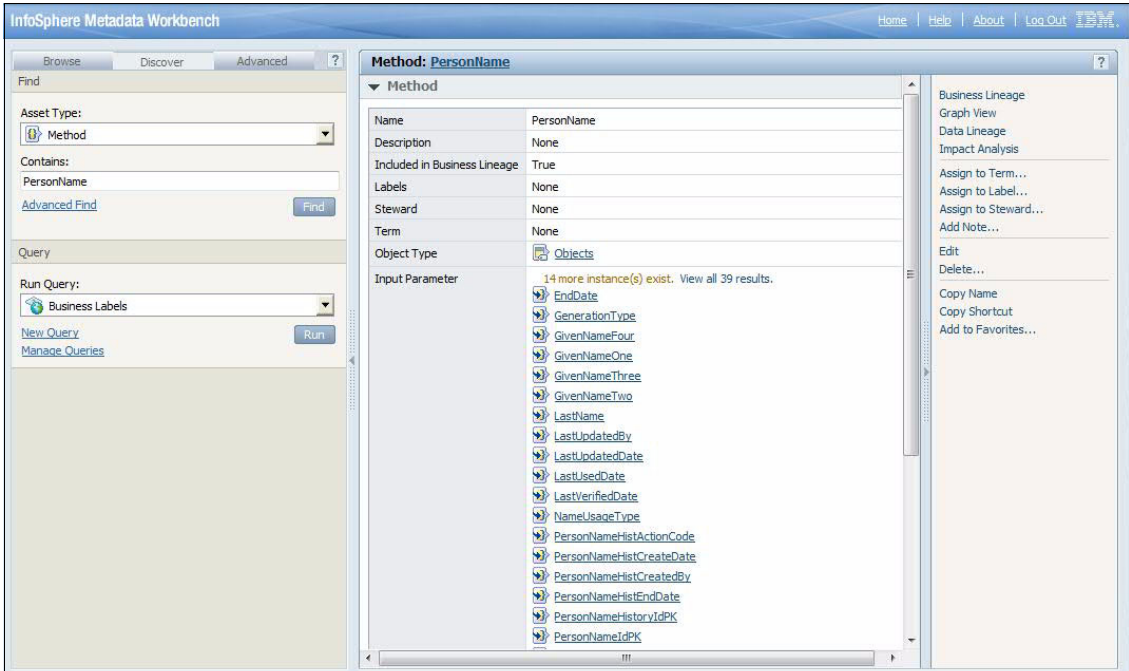 InfoSphere Metadata Workbench
Home | Help | About | Log Out IBM.
Browse Discover Advanced ?
Find
Asset Type:
Method
Contains:
PersonName
Advanced Find Find
Query
Run Query:
Business Labels
New Query Run
Manage Queries
Method: PersonName ?
Method
Name PersonName
Description None
Included in Business Lineage True
Labels None
Steward None
Term None
Object Type Objects
Input Parameter 14 more instance(s) exist. View all 39 results.
EndDate
GenerationType
GivenNameFour
GivenNameOne
GivenNameThree
GivenNameTwo
LastName
LastUpdatedBy
LastUpdatedDate
LastUsedDate
LastVerifiedDate
NameUsageType
PersonNameHistActionCode
PersonNameHistCreateDate
PersonNameHistCreatedBy
PersonNameHistEndDate
PersonNameHistoryIdPK
PersonNameIdPK
Business Lineage
Graph View
Data Lineage
Impact Analysis
Assign to Term...
Assign to Label...
Assign to Steward...
Add Note...
Edit
Delete...
Copy Name
Copy Shortcut
Add to Favorites...